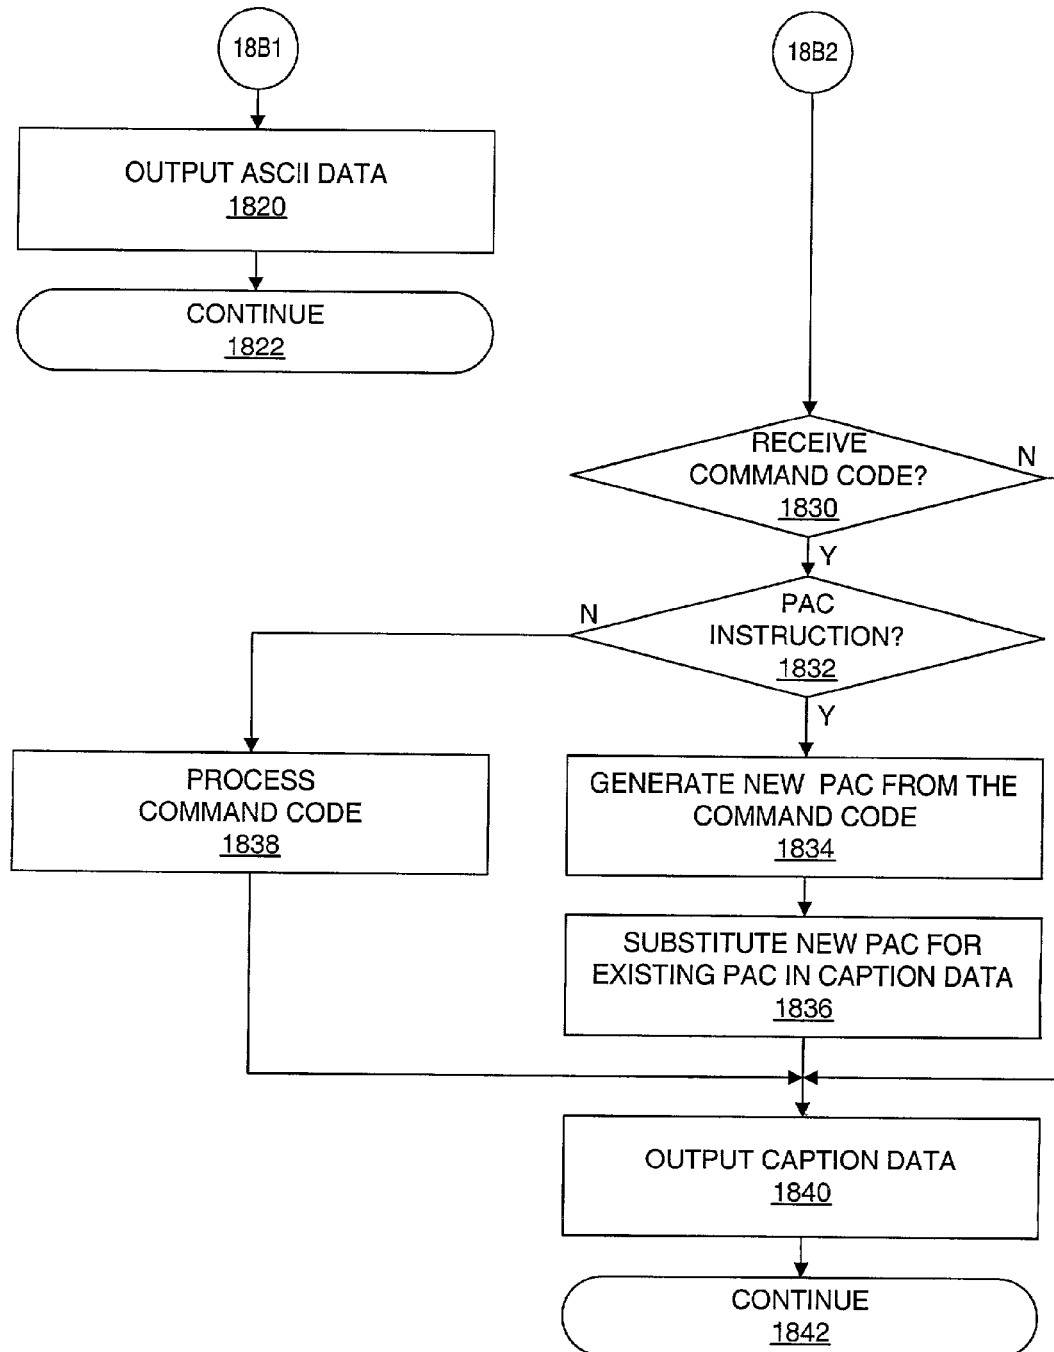 18B1
18B2
OUTPUT ASCII DATA
1820
CONTINUE
1822
RECEIVE
COMMAND CODE?
1830
N
Y
PAC
INSTRUCTION?
1832
N
Y
PROCESS
COMMAND CODE
1838
GENERATE NEW PAC FROM THE
COMMAND CODE
1834
SUBSTITUTE NEW PAC FOR
EXISTING PAC IN CAPTION DATA
1836
OUTPUT CAPTION DATA
1840
CONTINUE
1842